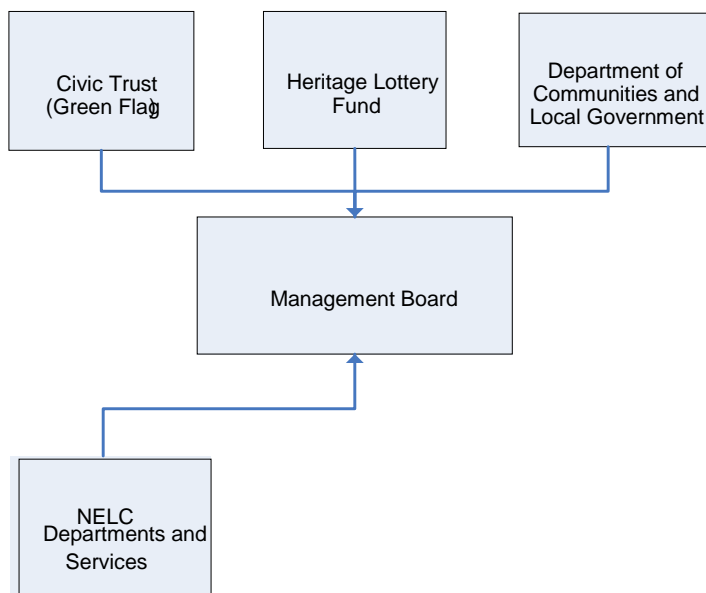 Civic Trust
(Green Flag)
Heritage Lottery
Fund
Department of
Communities and
Local Government
Management Board
NELC
Departments and
Services